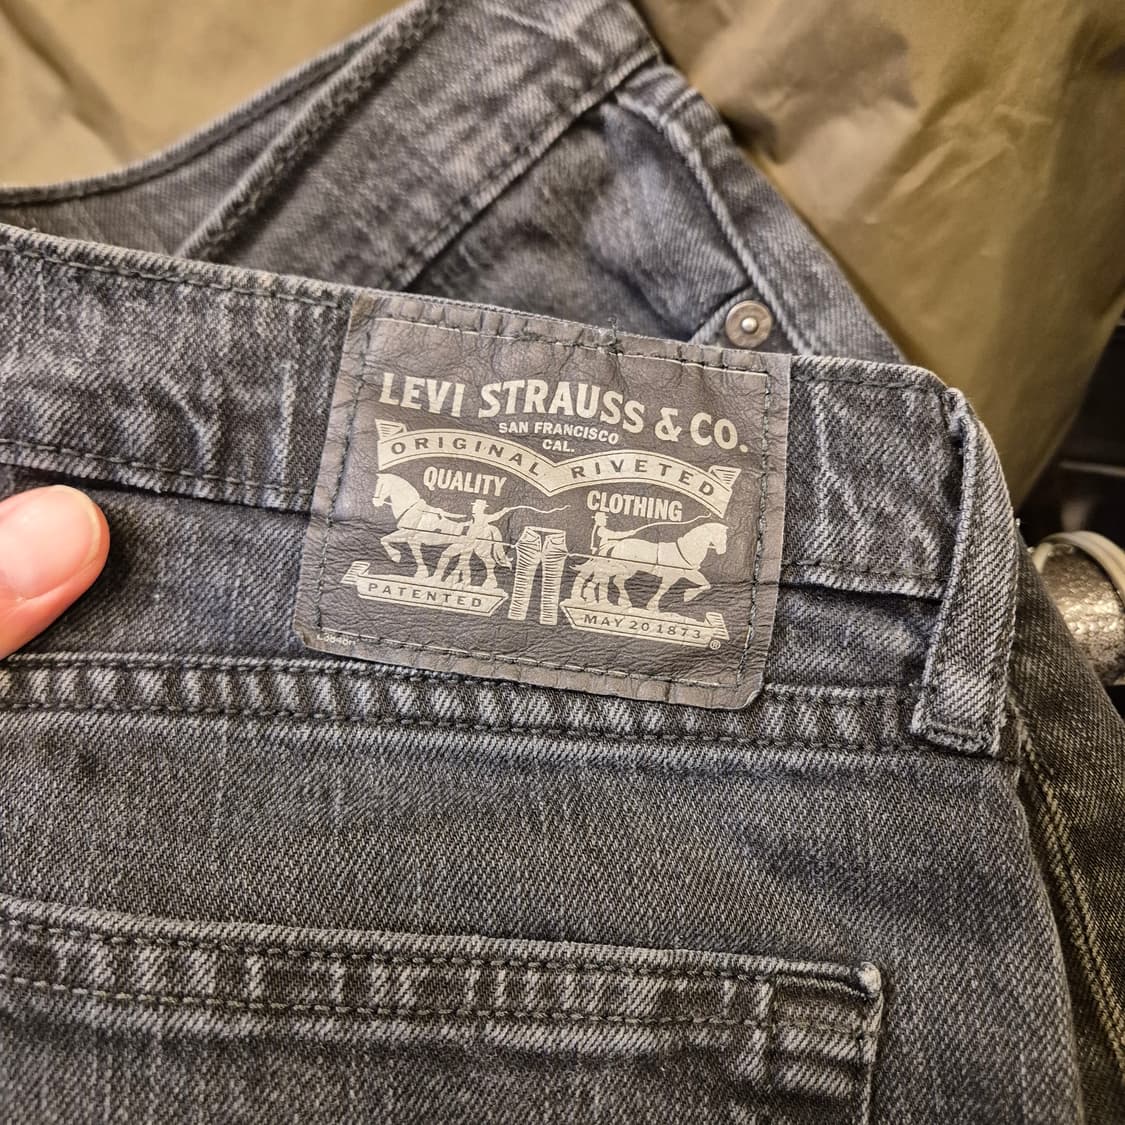 LEVI STRAUSS & CO.
SAN FRANCISCO
CAL.
ORIGINAL RIVETED
QUALITY CLOTHING
PATENTED MAY 20 1873
®